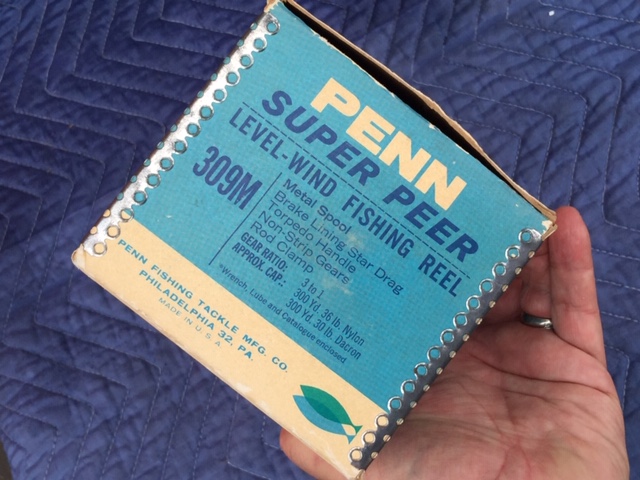 PENN
SUPER PEER
LEVEL-WIND FISHING REEL
309M
Metal Spool
Brake Lining Star Drag
Torpedo Handle
Non-Strip Gears
Rod Clamp
GEAR RATIO: 3 to 1
APPROX. CAP.: 300 Yd. 36 lb. Nylon
300 Yd. 30 lb. Dacron
*Wrench, Lube and Catalogue enclosed
PENN FISHING TACKLE MFG. CO.
PHILADELPHIA 32, PA.
MADE IN U. S. A.